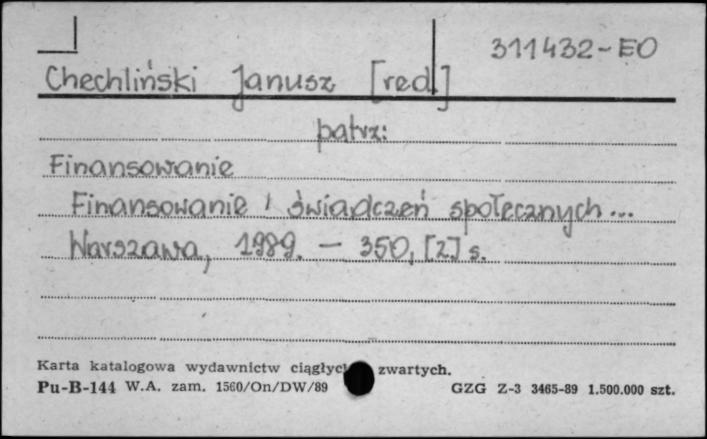 311432-EO
Chechliński Janusz [red.]
patrz:
Finansowanie
Finansowanie świadczeń społecznych...
Warszawa, 1989. – 350, [2] s.
Karta katalogowa wydawnictw ciągłych zwartych.
Pu-B-144 W.A. zam. 1560/On/DW/89 GZG Z-3 3465-89 1.500.000 szt.